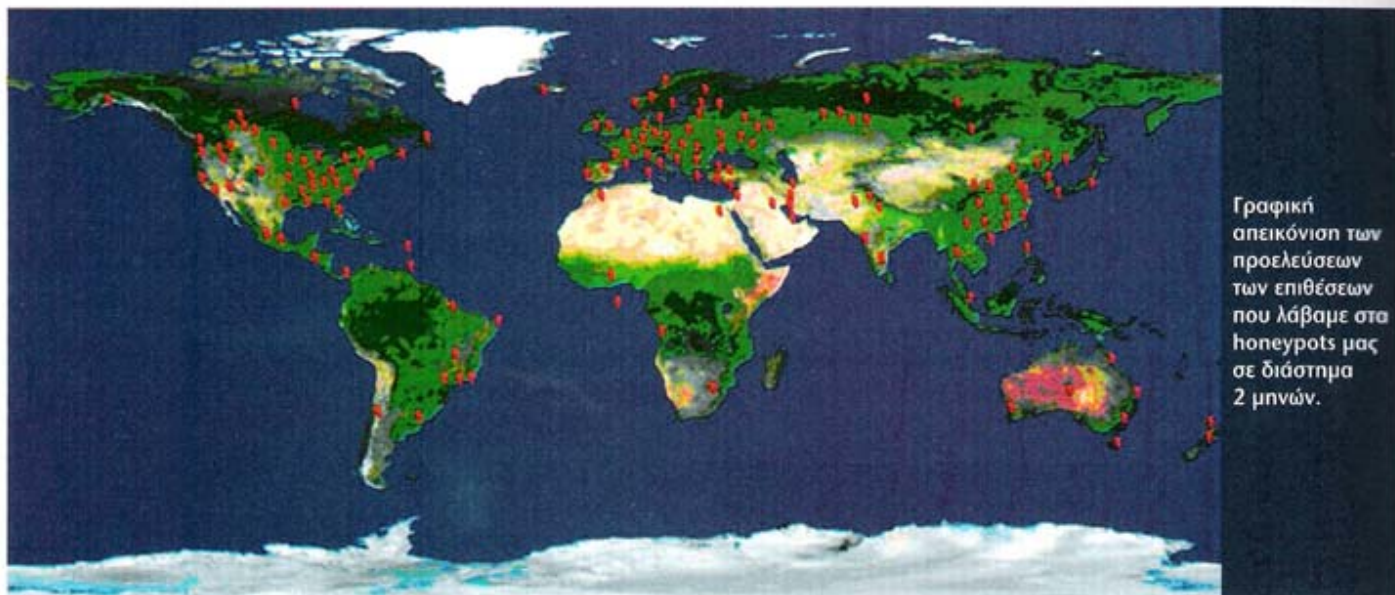 Γραφική
απεικόνιση των
προελεύσεων
των επιθέσεων
που λάβαμε στα
honeypots μας
σε διάστημα
2 μηνών.